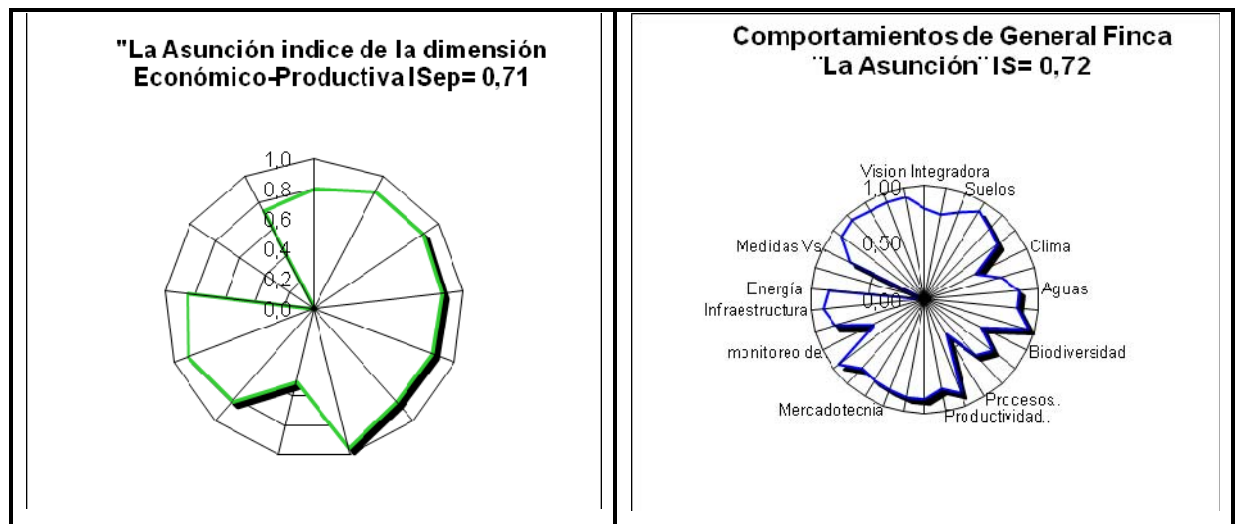 "La Asunción indice de la dimensión
Económico-Productiva ISep= 0,71
1,0
0,8
0,6
0,4
0,2
0,0
Comportamientos de General Finca
¨La Asunción¨ IS= 0,72
Vision Integradora
1,00
Suelos
0,50
Medidas Vs
Clima
Energía
Aguas
0,00
Infraestructura
monitoreo de
Biodiversidad
Procesos..
Mercadotecnia
Productividad..